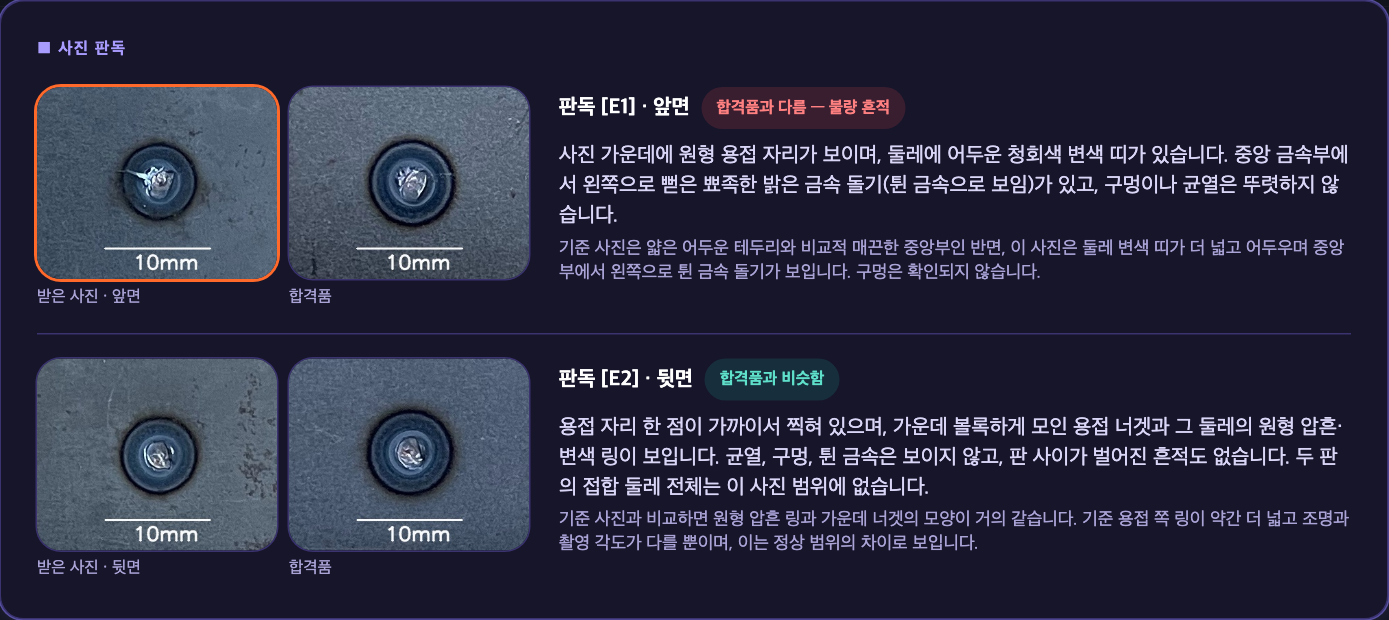 ■ 사진 판독
10mm
받은 사진 · 앞면
10mm
합격품
판독 [E1] · 앞면
합격품과 다름 — 불량 흔적
사진 가운데에 원형 용접 자리가 보이며, 둘레에 어두운 청회색 변색 띠가 있습니다. 중앙 금속부에
서 왼쪽으로 뻗은 뾰족한 밝은 금속 돌기(튄 금속으로 보임)가 있고, 구멍이나 균열은 뚜렷하지 않
습니다.
기준 사진은 얇은 어두운 테두리와 비교적 매끈한 중앙부인 반면, 이 사진은 둘레 변색 띠가 더 넓고 어두우며 중앙
부에서 왼쪽으로 튄 금속 돌기가 보입니다. 구멍은 확인되지 않습니다.
10mm
받은 사진 · 뒷면
10mm
합격품
판독 [E2] · 뒷면
합격품과 비슷함
용접 자리 한 점이 가까이서 찍혀 있으며, 가운데 볼록하게 모인 용접 너겟과 그 둘레의 원형 압흔·
변색 링이 보입니다. 균열, 구멍, 튄 금속은 보이지 않고, 판 사이가 벌어진 흔적도 없습니다. 두 판
의 접합 둘레 전체는 이 사진 범위에 없습니다.
기준 사진과 비교하면 원형 압흔 링과 가운데 너겟의 모양이 거의 같습니다. 기준 용접 쪽 링이 약간 더 넓고 조명과
촬영 각도가 다를 뿐이며, 이는 정상 범위의 차이로 보입니다.